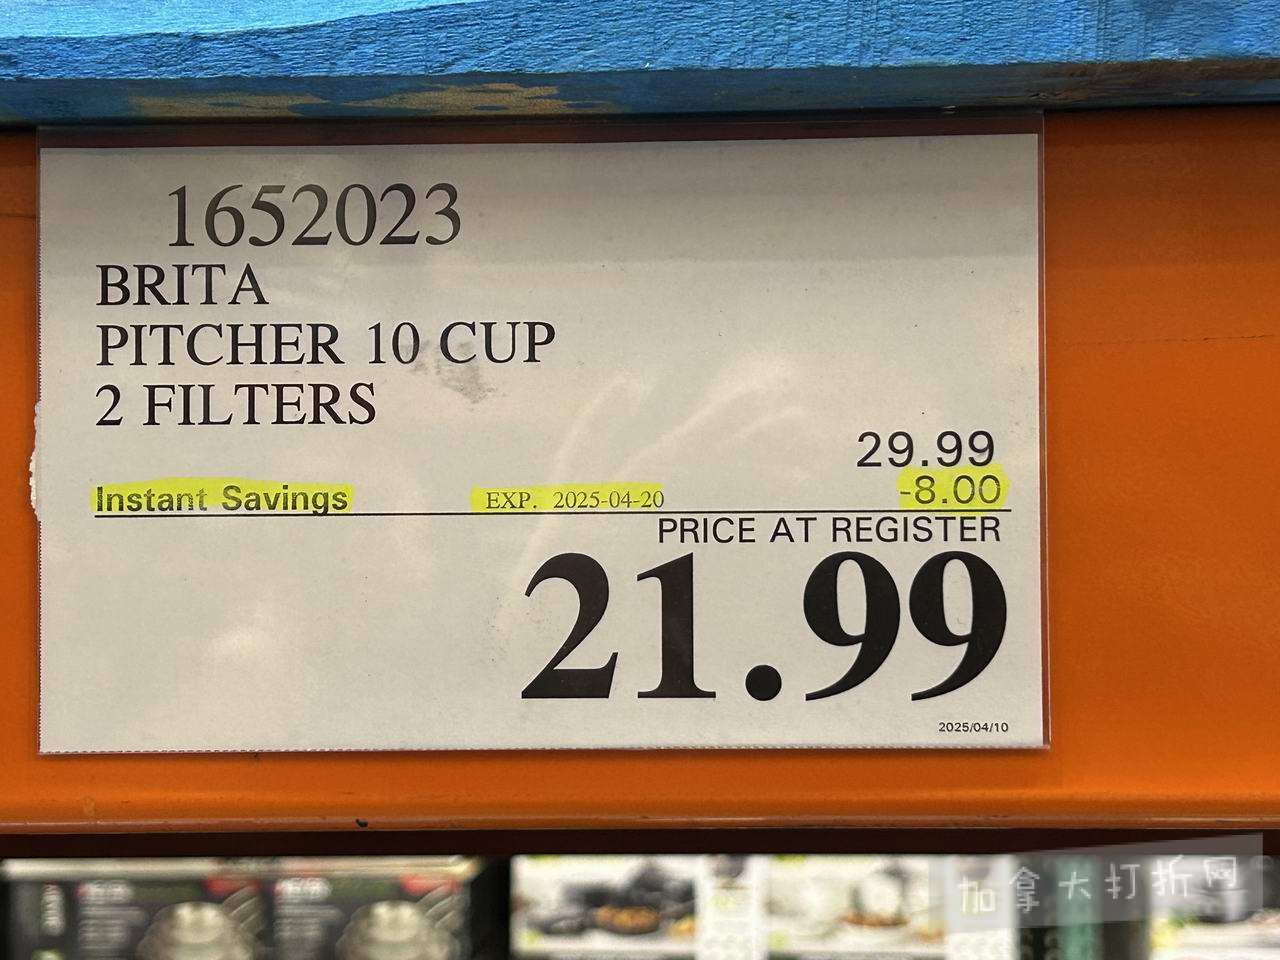 1652023
BRITA
PITCHER 10 CUP
2 FILTERS
29.99
Instant Savings EXP. 2025-04-20 -8.00
PRICE AT REGISTER
21.99
2025/04/10
加拿大打折网